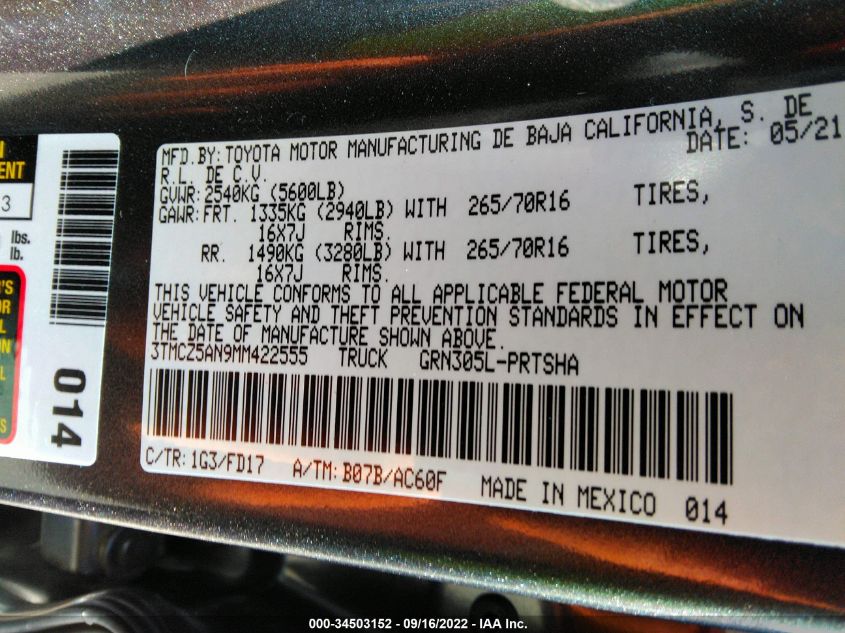 MFD.BY: TOYOTA MOTOR MANUFACTURING DE BAJA CALIFORNIA, S. DE
R.L. DE C.V. DATE: 05/21
GVWR: 2540KG (5600LB)
GAWR: FRT. 1335KG (2940LB) WITH 265/70R16 TIRES,
16X7J RIMS.
RR. 1490KG (3280LB) WITH 265/70R16 TIRES,
16X7J RIMS.
THIS VEHICLE CONFORMS TO ALL APPLICABLE FEDERAL MOTOR
VEHICLE SAFETY AND THEFT PREVENTION STANDARDS IN EFFECT ON
THE DATE OF MANUFACTURE SHOWN ABOVE.
3TMCZ5AN9MM422555 TRUCK GRN305L-PRTSHA
C/TR: 1G3/FD17 A/TM: B07B/AC60F MADE IN MEXICO 014
3
lbs.
lb.
014
000-34503152 - 09/16/2022 - IAA Inc.